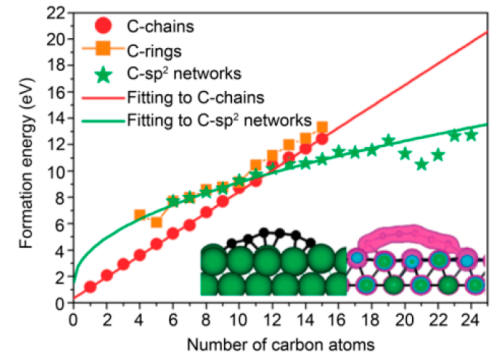 22
20
18
16
14
12
10
8
6
4
2
0
Formation energy (eV)
C-chains
C-rings
C-sp² networks
Fitting to C-chains
Fitting to C-sp² networks
0 2 4 6 8 10 12 14 16 18 20 22 24
Number of carbon atoms